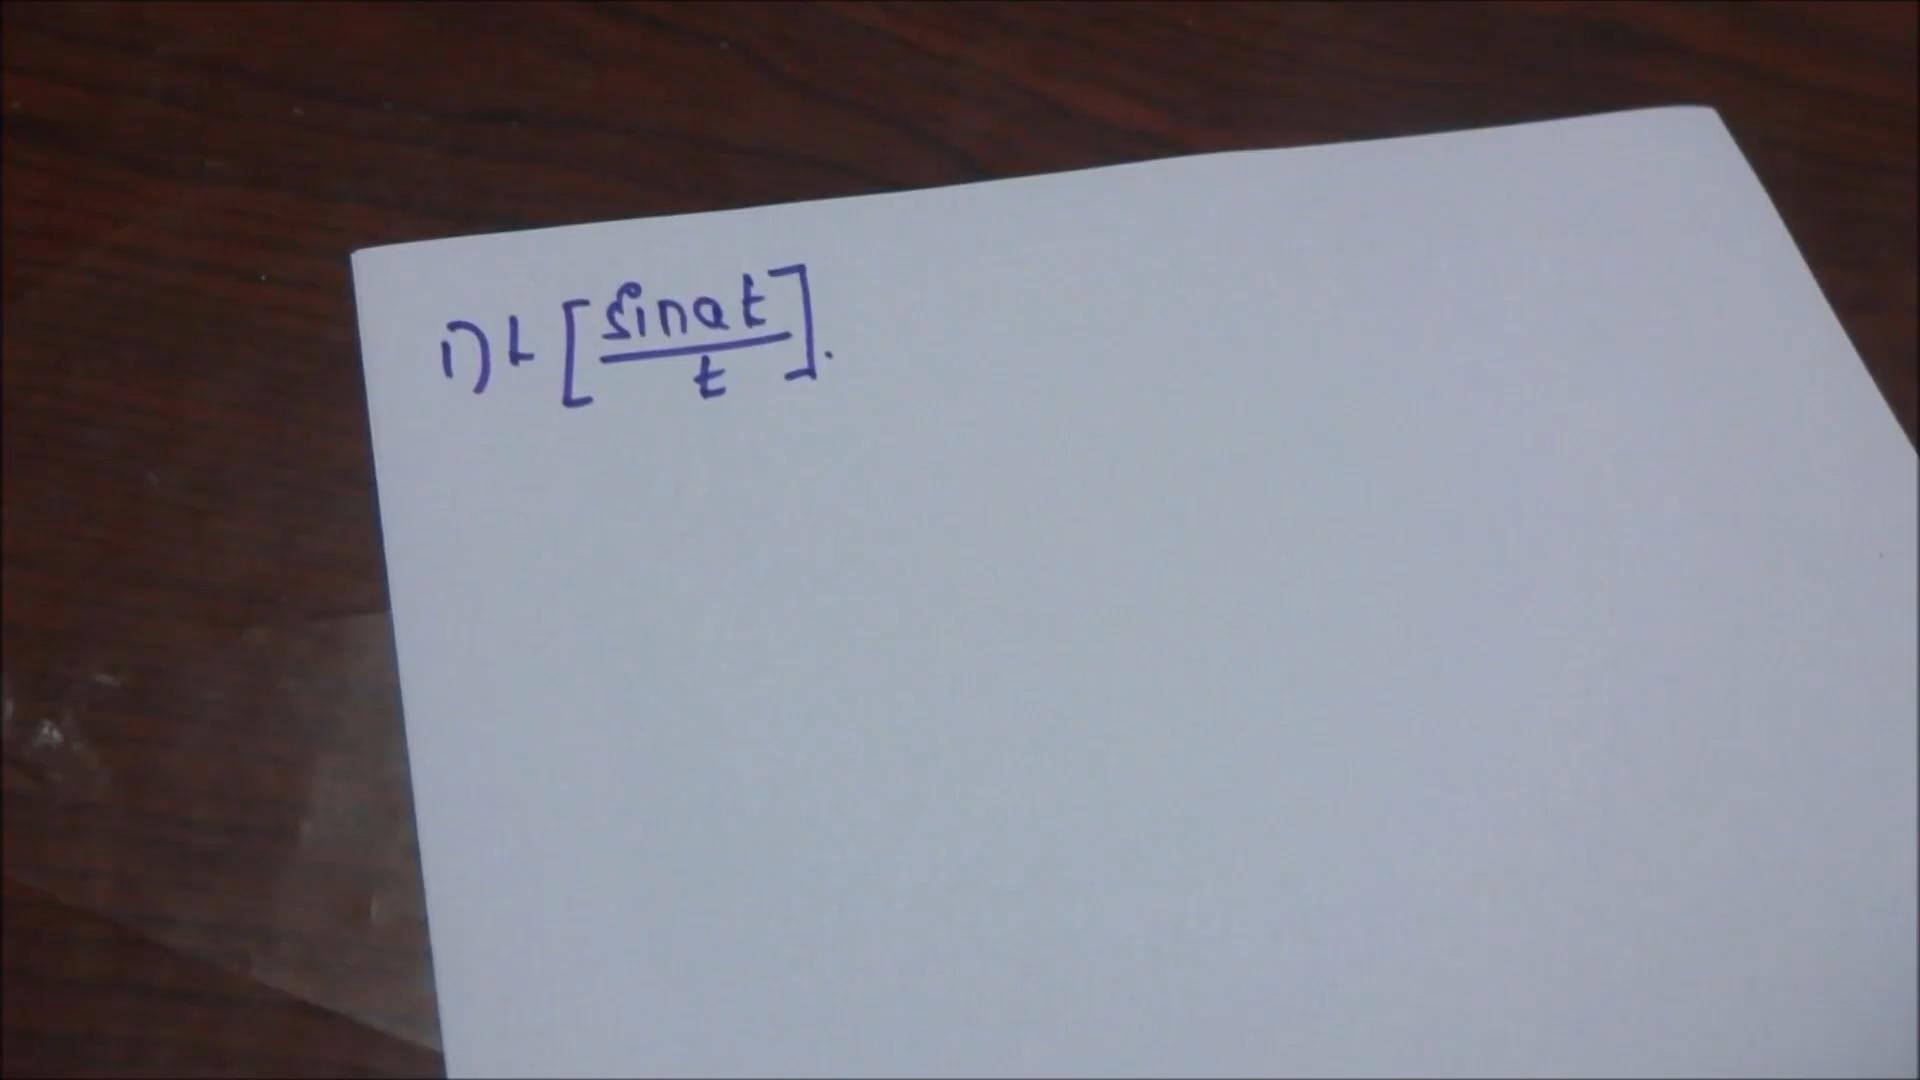 1) L [sin at / t].